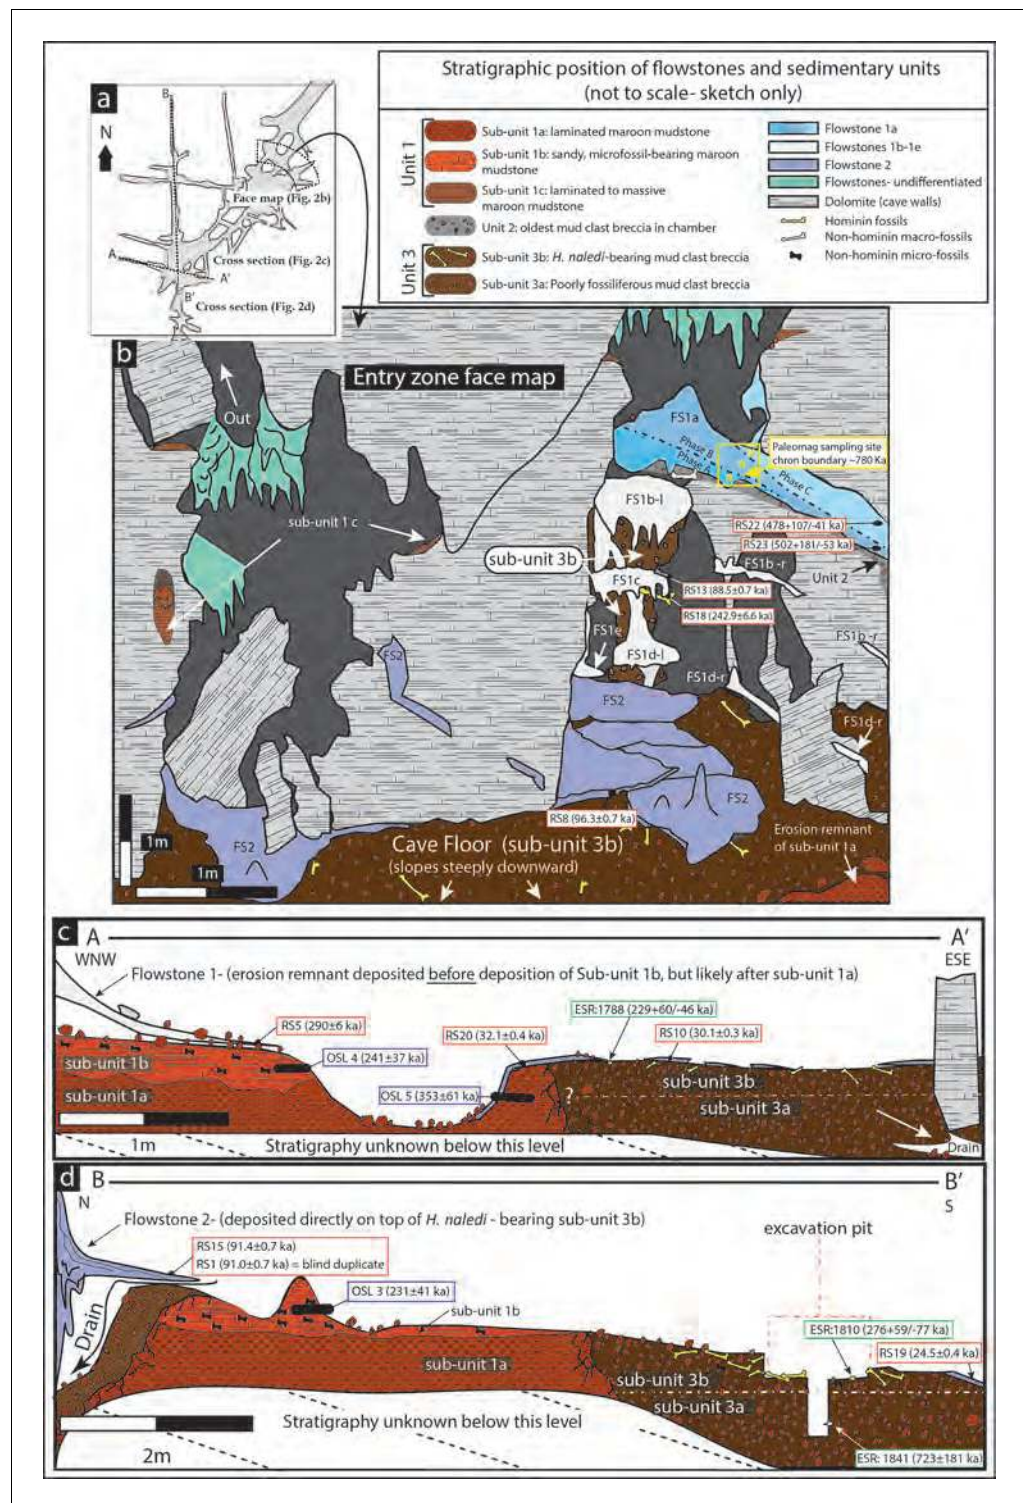 Stratigraphic position of flowstones and sedimentary units
(not to scale- sketch only)
Unit 1
Sub-unit 1a: laminated maroon mudstone
Sub-unit 1b: sandy, microfossil-bearing maroon
mudstone
Sub-unit 1c: laminated to massive
maroon mudstone
Unit 2: oldest mud clast breccia in chamber
Unit 3
Sub-unit 3b: H. naledi-bearing mud clast breccia
Sub-unit 3a: Poorly fossiliferous mud clast breccia
Flowstone 1a
Flowstones 1b-1e
Flowstone 2
Flowstones- undifferentiated
Dolomite (cave walls)
Hominin fossils
Non-hominin macro-fossils
Non-hominin micro-fossils
a
N
B
Face map (Fig. 2b)
Cross section (Fig. 2c)
A
A'
B'
Cross section (Fig. 2d)
b
Entry zone face map
Out
FS1a
Phase B
Phase A
Phase C
Paleomag sampling site
chron boundary ~780 Ka
FS1b-l
sub-unit 1 c
RS22 (478+107/-41 ka)
RS23 (502+181/-53 ka)
sub-unit 3b
FS1b -r
Unit 2
FS1c
RS13 (88.5±0.7 ka)
RS18 (242.9±6.6 ka)
FS1e
FS1b -r
FS2
FS1d-l
FS1d-r
FS2
FS1d-r
FS2
RS8 (96.3±0.7 ka)
FS2
Cave Floor (sub-unit 3b)
(slopes steeply downward)
Erosion remnant
of sub-unit 1a
1m
1m
c
A
A'
WNW
ESE
Flowstone 1- (erosion remnant deposited before deposition of Sub-unit 1b, but likely after sub-unit 1a)
ESR:1788 (229+60/-46 ka)
RS5 (290±6 ka)
RS20 (32.1±0.4 ka)
RS10 (30.1±0.3 ka)
sub-unit 1b
OSL 4 (241±37 ka)
sub-unit 3b
sub-unit 1a
OSL 5 (353±61 ka)
?
sub-unit 3a
1m
Stratigraphy unknown below this level
Drain
d
B
B'
N
S
Flowstone 2- (deposited directly on top of H. naledi - bearing sub-unit 3b)
excavation pit
RS15 (91.4±0.7 ka)
RS1 (91.0±0.7 ka) = blind duplicate
OSL 3 (231±41 ka)
sub-unit 1b
ESR:1810 (276+59/-77 ka)
RS19 (24.5±0.4 ka)
Drain
sub-unit 1a
sub-unit 3b
sub-unit 3a
Stratigraphy unknown below this level
2m
ESR: 1841 (723±181 ka)